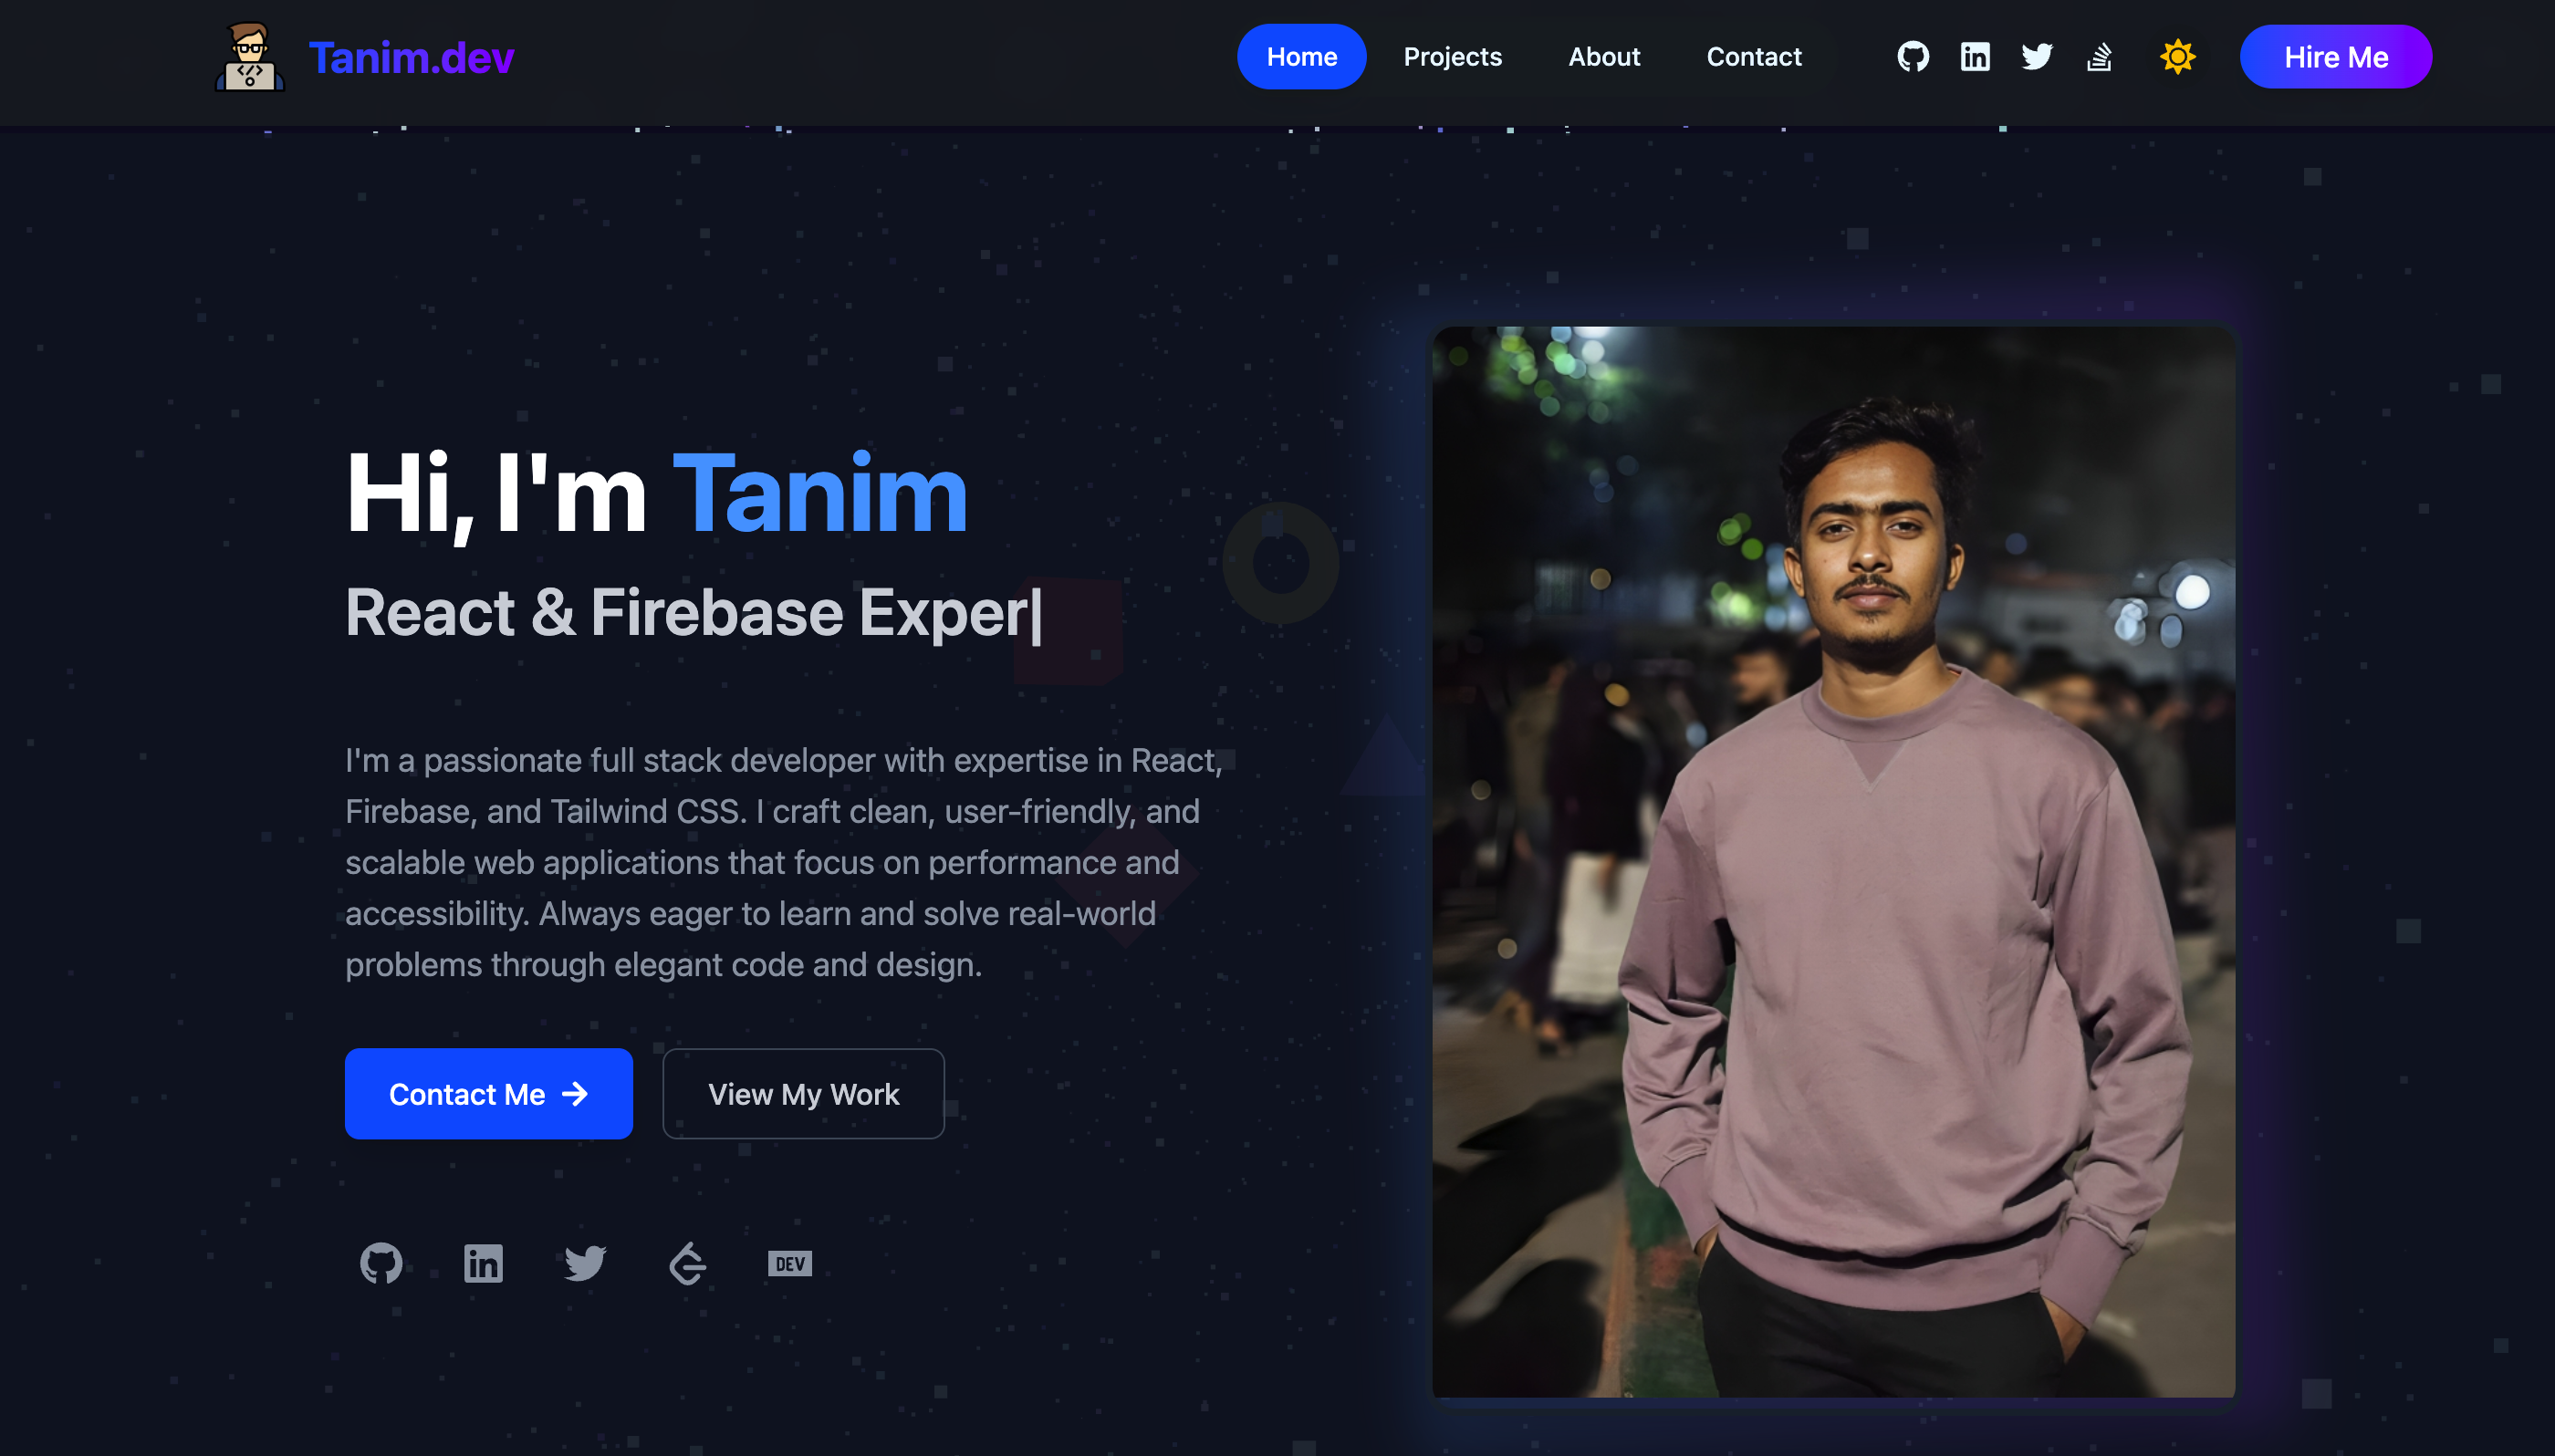 Tanim.dev
Home
Projects
About
Contact
Hire Me
Hi, I'm Tanim
React & Firebase Exper|
I'm a passionate full stack developer with expertise in React,
Firebase, and Tailwind CSS. I craft clean, user-friendly, and
scalable web applications that focus on performance and
accessibility. Always eager to learn and solve real-world
problems through elegant code and design.
Contact Me →
View My Work
in
DEV